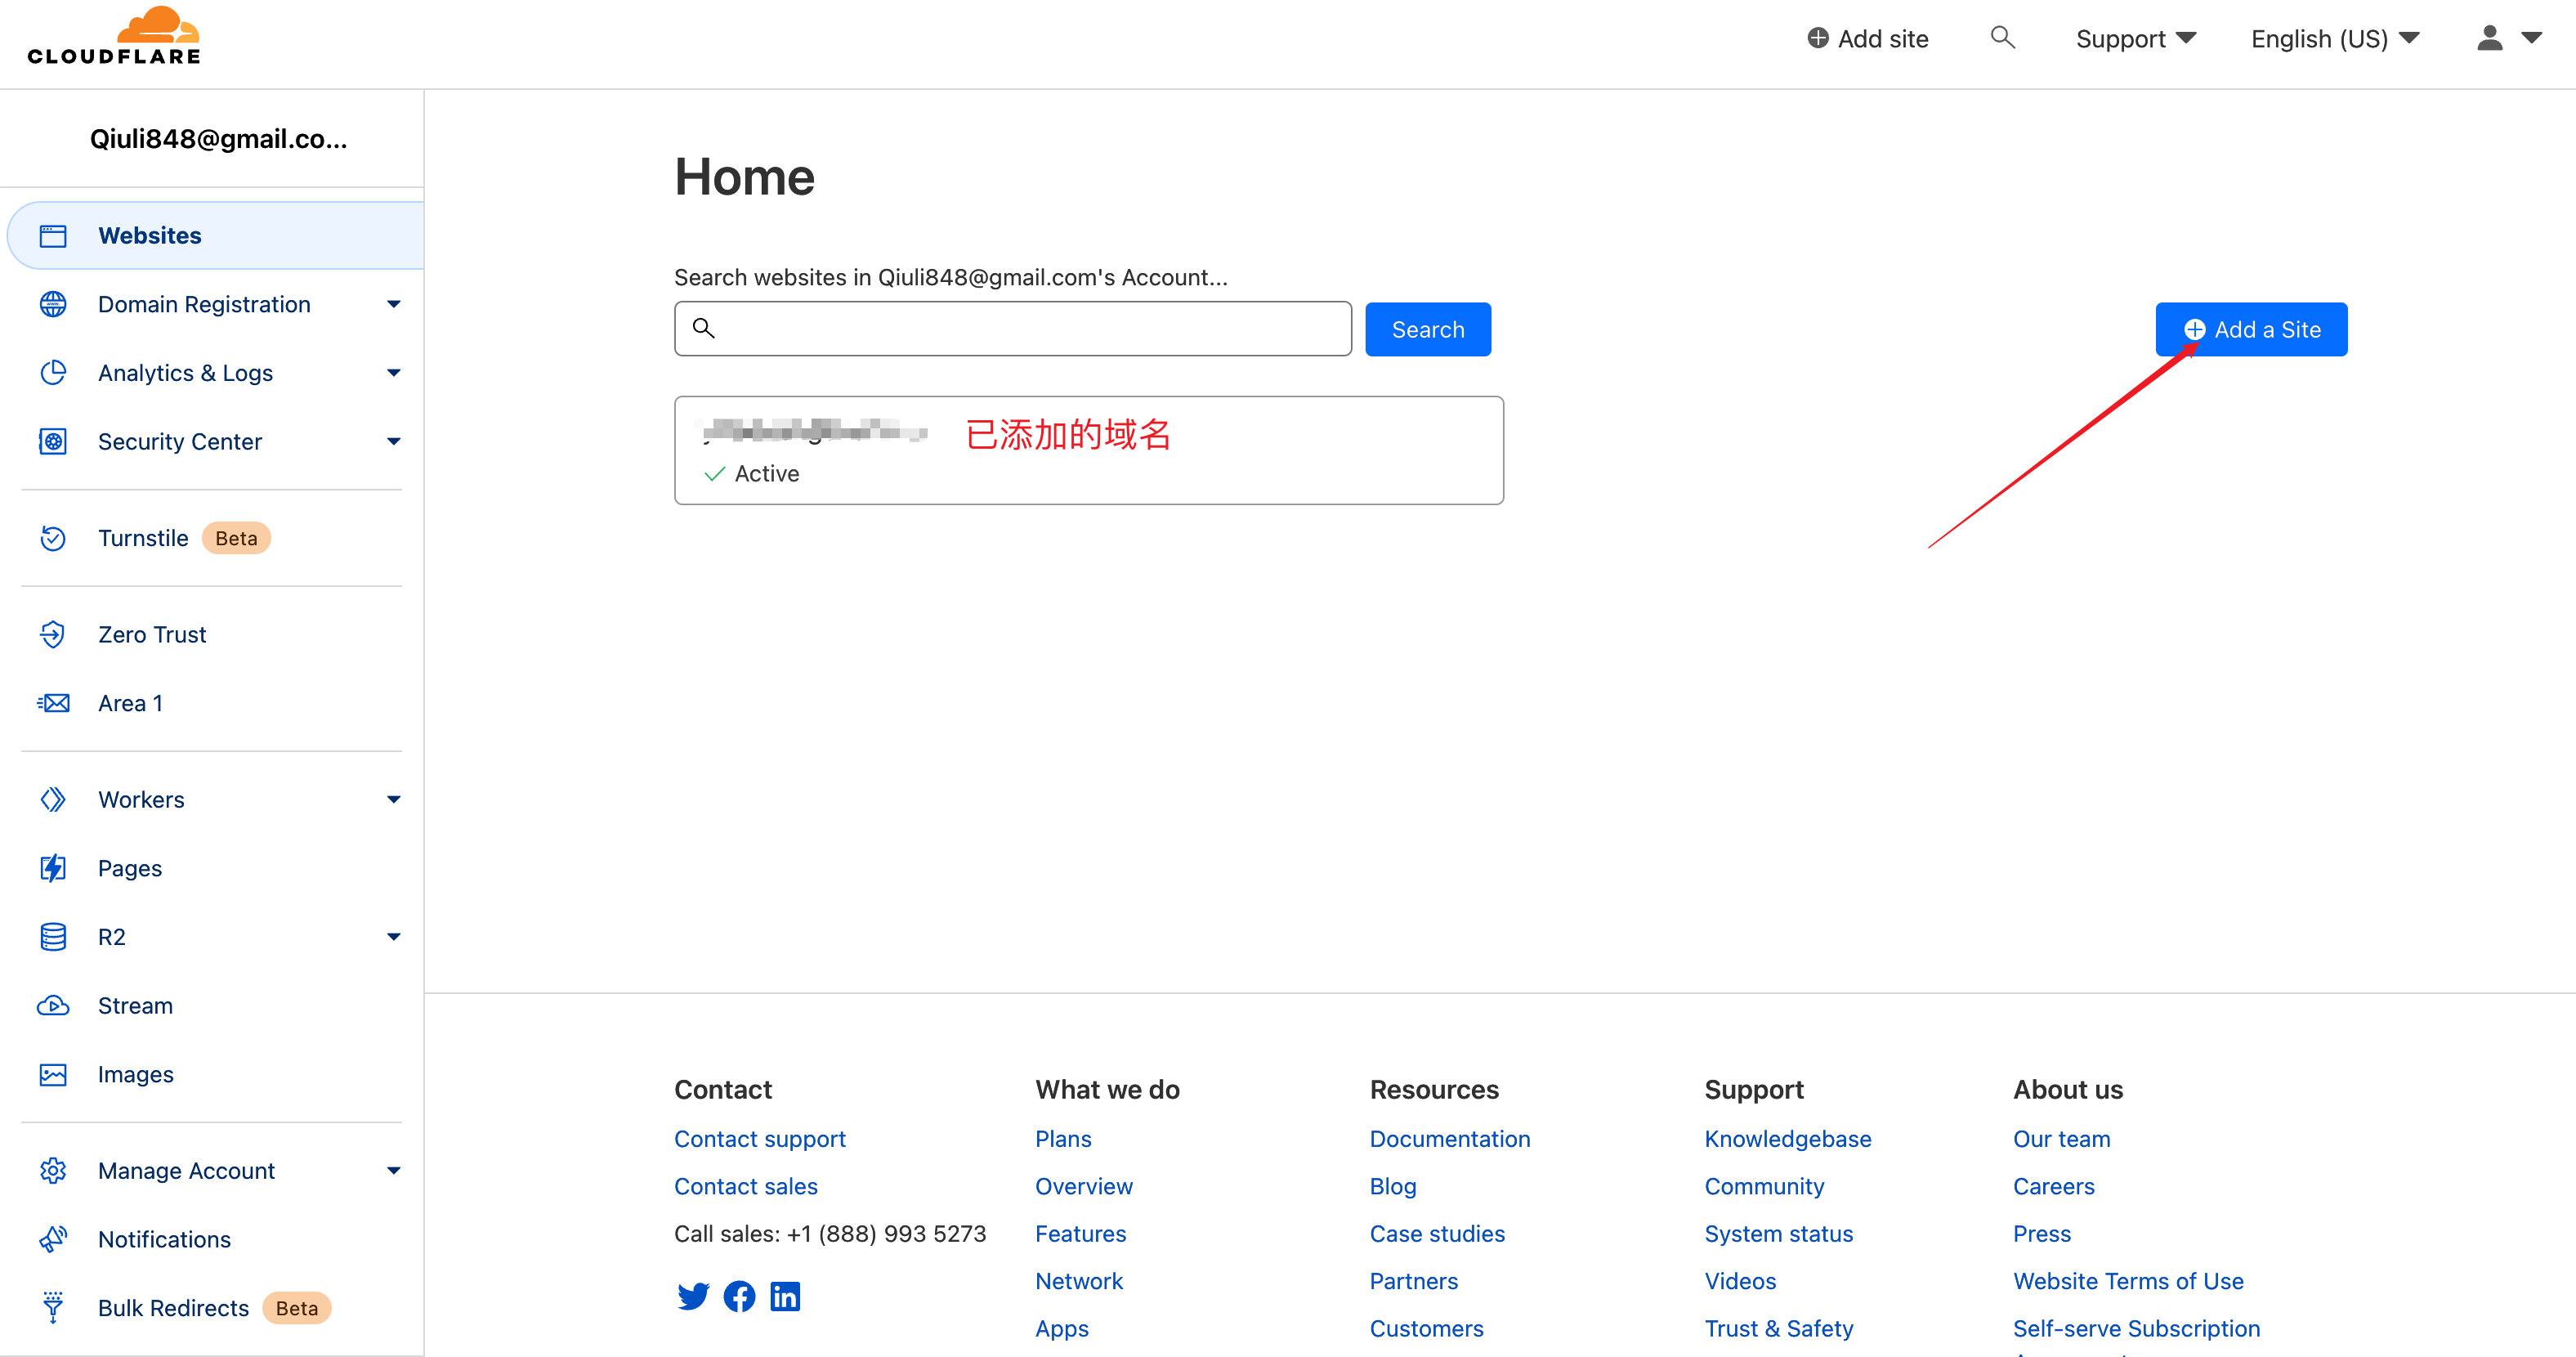 CLOUDFLARE
Add site
Support
English (US)
Qiuli848@gmail.co...
Websites
Domain Registration
Analytics & Logs
Security Center
Turnstile Beta
Zero Trust
Area 1
Workers
Pages
R2
Stream
Images
Manage Account
Notifications
Bulk Redirects Beta
Home
Search websites in Qiuli848@gmail.com's Account...
Search
Add a Site
已添加的域名
Active
Contact
Contact support
Contact sales
Call sales: +1 (888) 993 5273
What we do
Plans
Overview
Features
Network
Apps
Resources
Documentation
Blog
Case studies
Partners
Customers
Support
Knowledgebase
Community
System status
Videos
Trust & Safety
About us
Our team
Careers
Press
Website Terms of Use
Self-serve Subscription